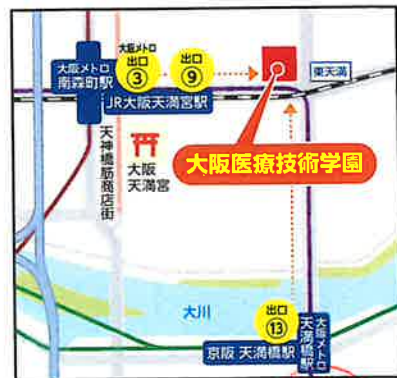 大阪メトロ
南森町駅
大阪メトロ
出口
③
出口
⑨
JR大阪天満宮駅
東天満
天神橋筋商店街
大阪
天満宮
大阪医療技術学園
大川
出口
⑬
京阪 天満橋駅
大阪メトロ
天満橋駅